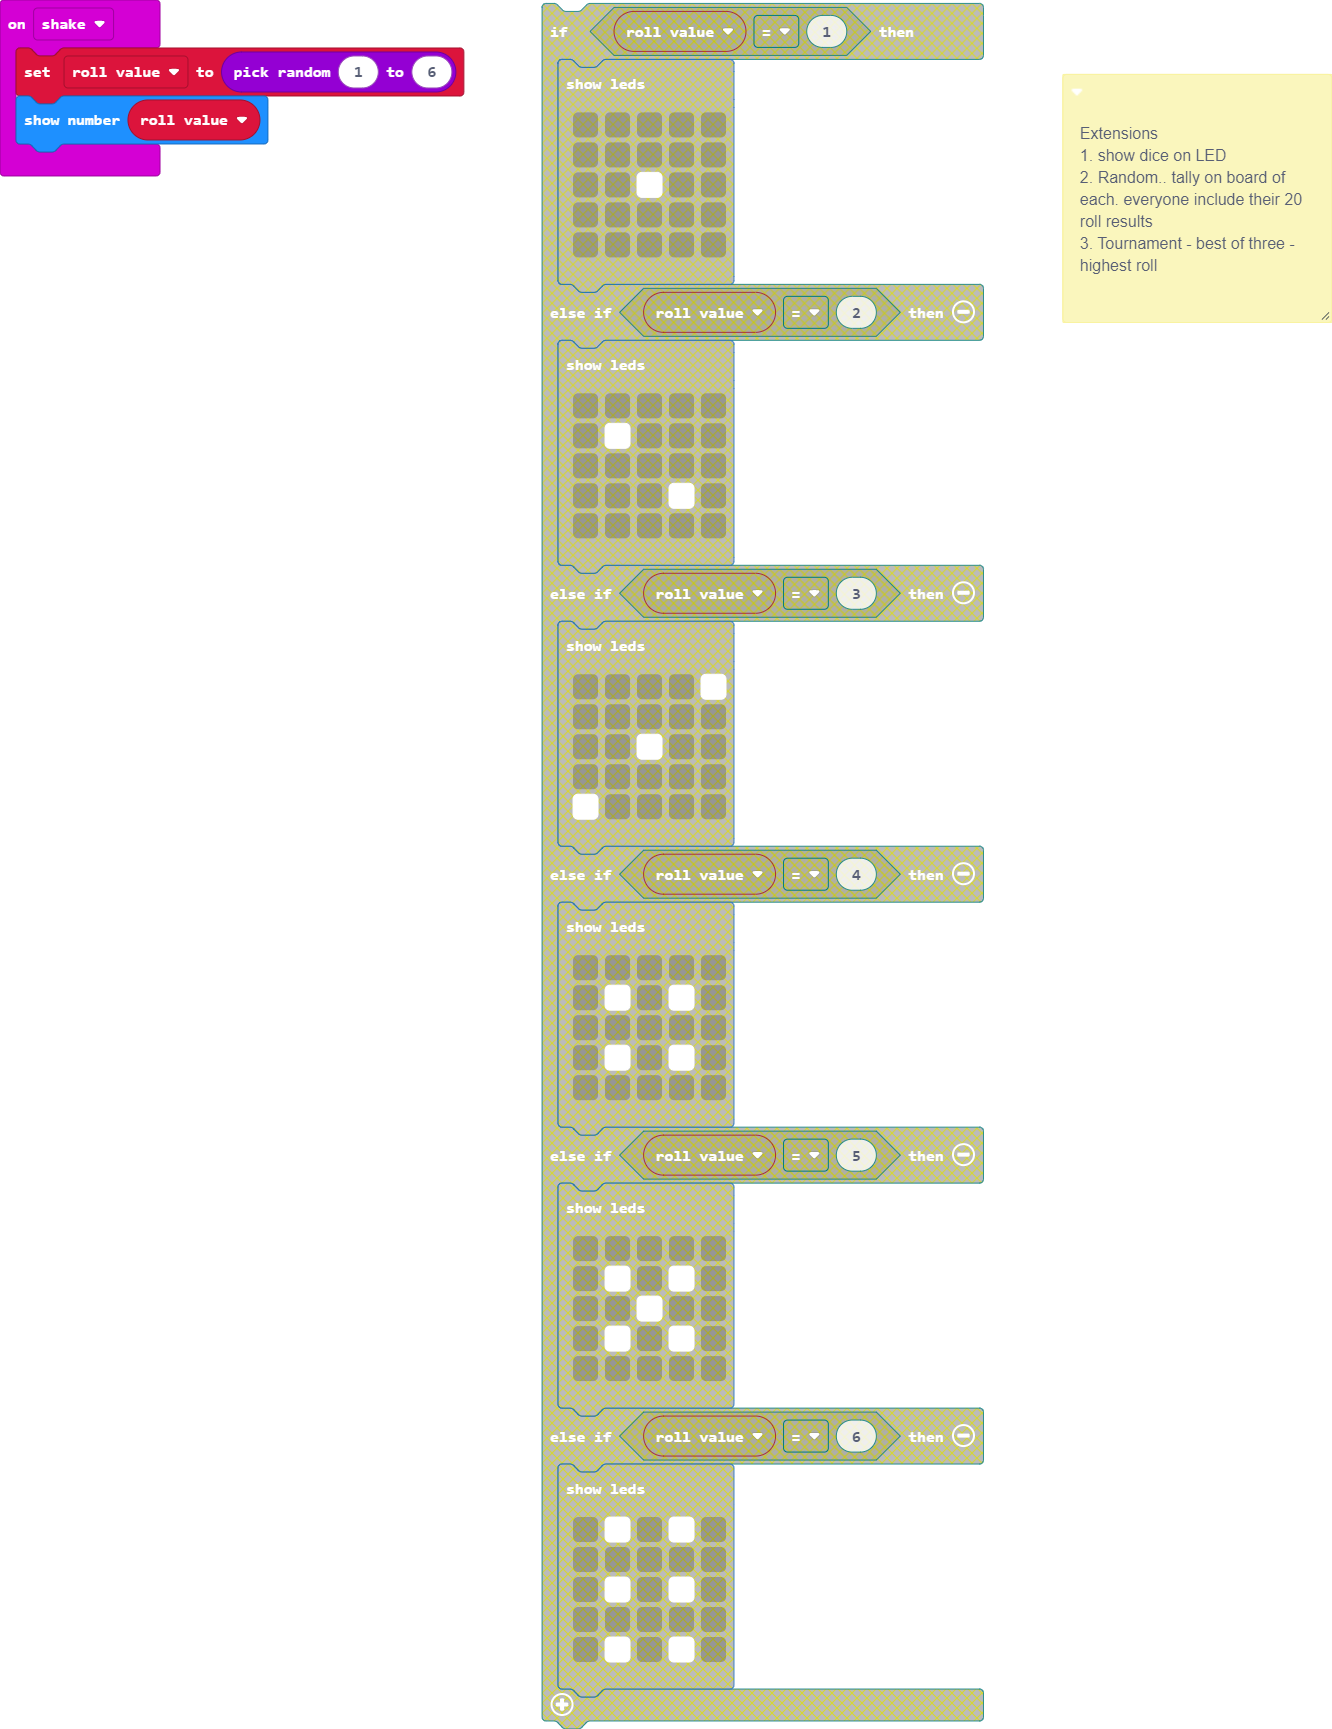 on shake
set roll value to pick random 1 to 6
show number roll value
if roll value = 1 then
show leds
else if roll value = 2 then
show leds
else if roll value = 3 then
show leds
else if roll value = 4 then
show leds
else if roll value = 5 then
show leds
else if roll value = 6 then
show leds
Extensions
1. show dice on LED
2. Random.. tally on board of
each. everyone include their 20
roll results
3. Tournament - best of three -
highest roll